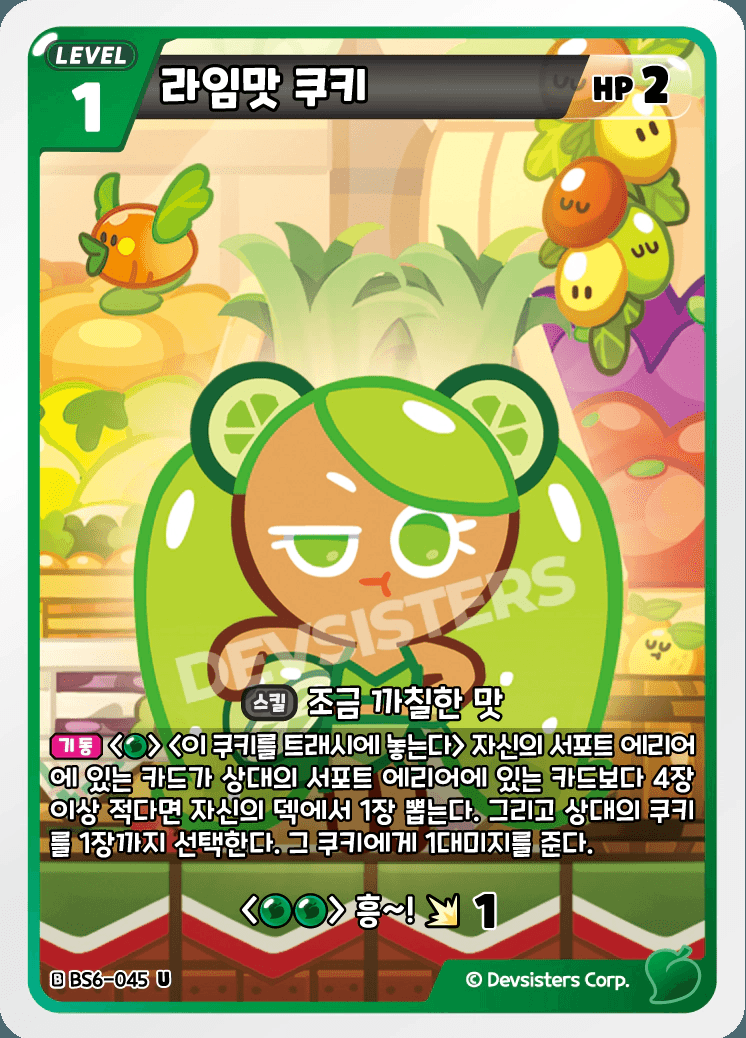 LEVEL
1
라임맛 쿠키
HP 2
DEVSISTERS
스킬 조금 까칠한 맛
기동 < > <이 쿠키를 트래시에 놓는다> 자신의 서포트 에리어
에 있는 카드가 상대의 서포트 에리어에 있는 카드보다 4장
이상 적다면 자신의 덱에서 1장 뽑는다. 그리고 상대의 쿠키
를 1장까지 선택한다. 그 쿠키에게 1대미지를 준다.
< > 흥~! 1
B BS6-045 U
© Devsisters Corp.